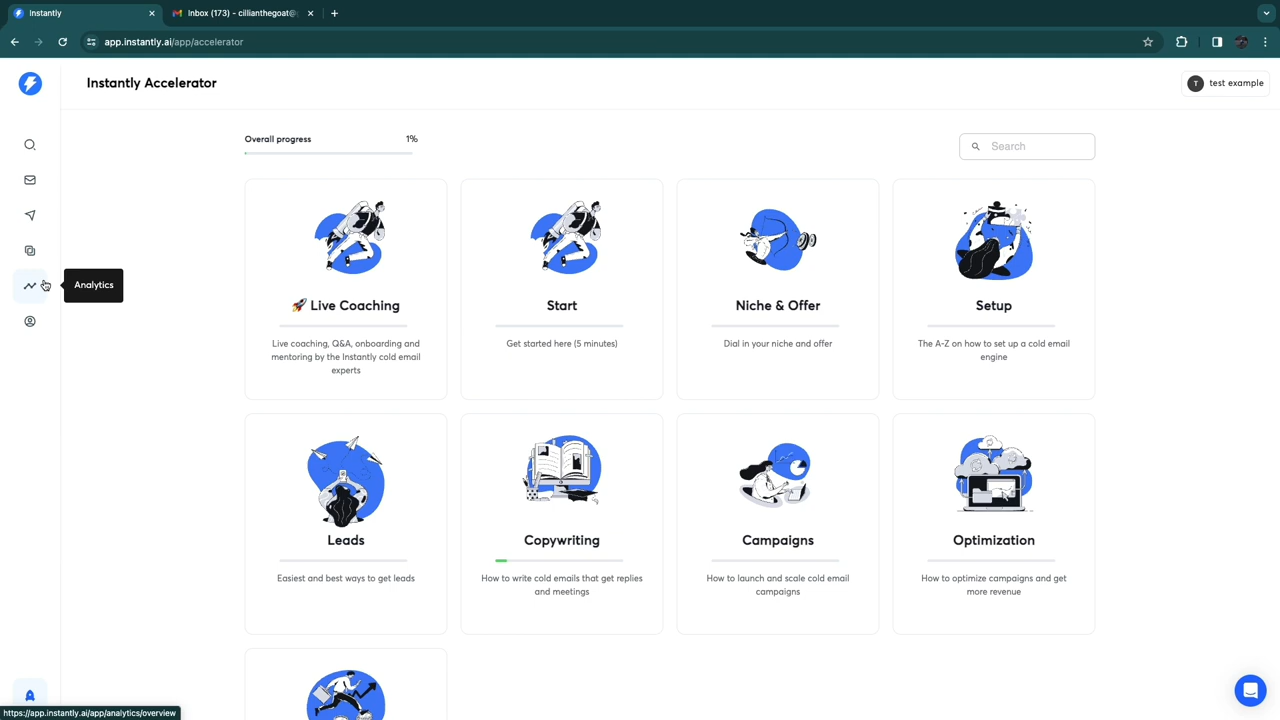 Instantly
Inbox (173) - cillianthegoat@g
app.instantly.ai/app/accelerator
Instantly Accelerator
T
test example
Overall progress
1%
Search
Analytics
🚀 Live Coaching
Live coaching, Q&A, onboarding and
mentoring by the Instantly cold email
experts
Start
Get started here (5 minutes)
Niche & Offer
Dial in your niche and offer
Setup
The A-Z on how to set up a cold email
engine
Leads
Easiest and best ways to get leads
Copywriting
How to write cold emails that get replies
and meetings
Campaigns
How to launch and scale cold email
campaigns
Optimization
How to optimize campaigns and get
more revenue
https://app.instantly.ai/app/analytics/overview